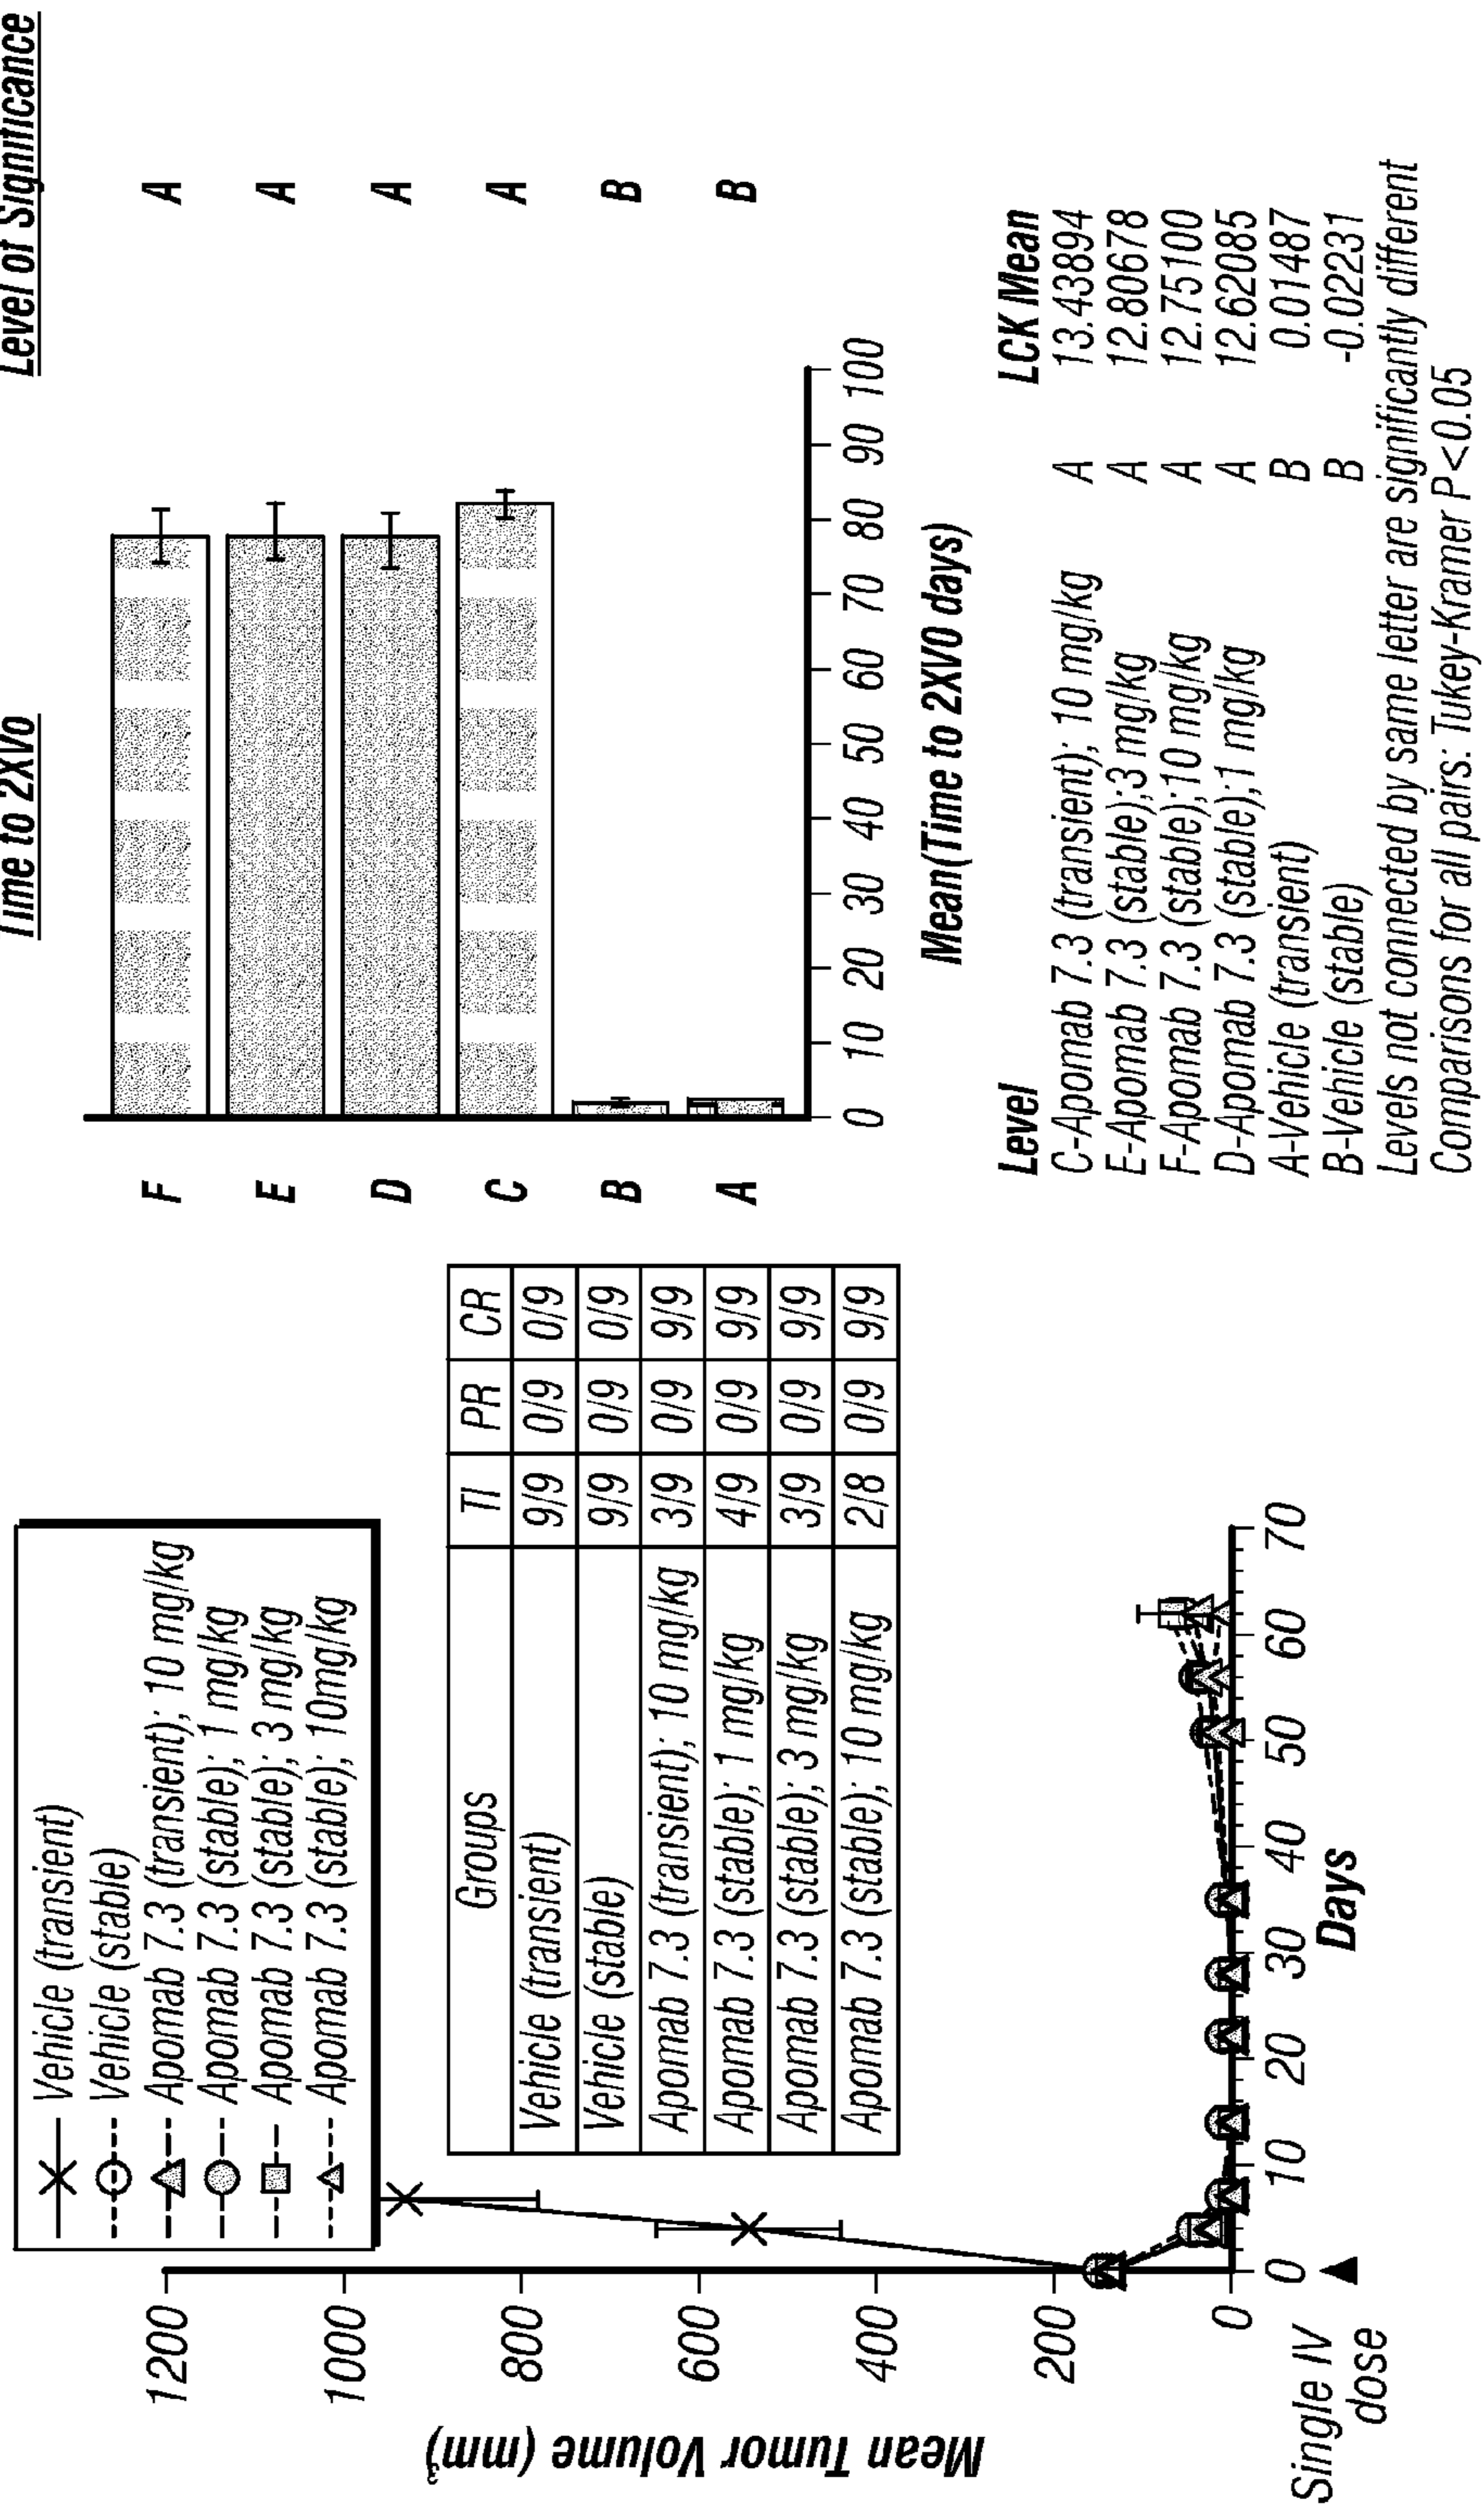 Vehicle (transient)
Vehicle (stable)
Apomab 7.3 (transient); 10 mg/kg
Apomab 7.3 (stable); 1 mg/kg
Apomab 7.3 (stable); 3 mg/kg
Apomab 7.3 (stable); 10mg/kg
Groups TI PR CR
Vehicle (transient) 9/9 0/9 0/9
Vehicle (stable) 9/9 0/9 0/9
Apomab 7.3 (transient); 10 mg/kg 3/9 0/9 9/9
Apomab 7.3 (stable); 1 mg/kg 4/9 0/9 9/9
Apomab 7.3 (stable); 3 mg/kg 3/9 0/9 9/9
Apomab 7.3 (stable); 10 mg/kg 2/8 0/9 9/9
Mean Tumor Volume (mm3)
1200
1000
800
600
400
200
0
0 10 20 30 40 50 60 70
Days
Single IV
dose
Time to 2XVo
Level of Significance
F A
E A
D A
C A
B B
A B
0 10 20 30 40 50 60 70 80 90 100
Mean(Time to 2XV0 days)
Level LCK Mean
C-Apomab 7.3 (transient); 10 mg/kg A 13.43894
E-Apomab 7.3 (stable);3 mg/kg A 12.80678
F-Apomab 7.3 (stable);10 mg/kg A 12.75100
D-Apomab 7.3 (stable);1 mg/kg A 12.62085
A-Vehicle (transient) B 0.01487
B-Vehicle (stable) B -0.02231
Levels not connected by same letter are significantly different
Comparisons for all pairs: Tukey-Kramer P<0.05